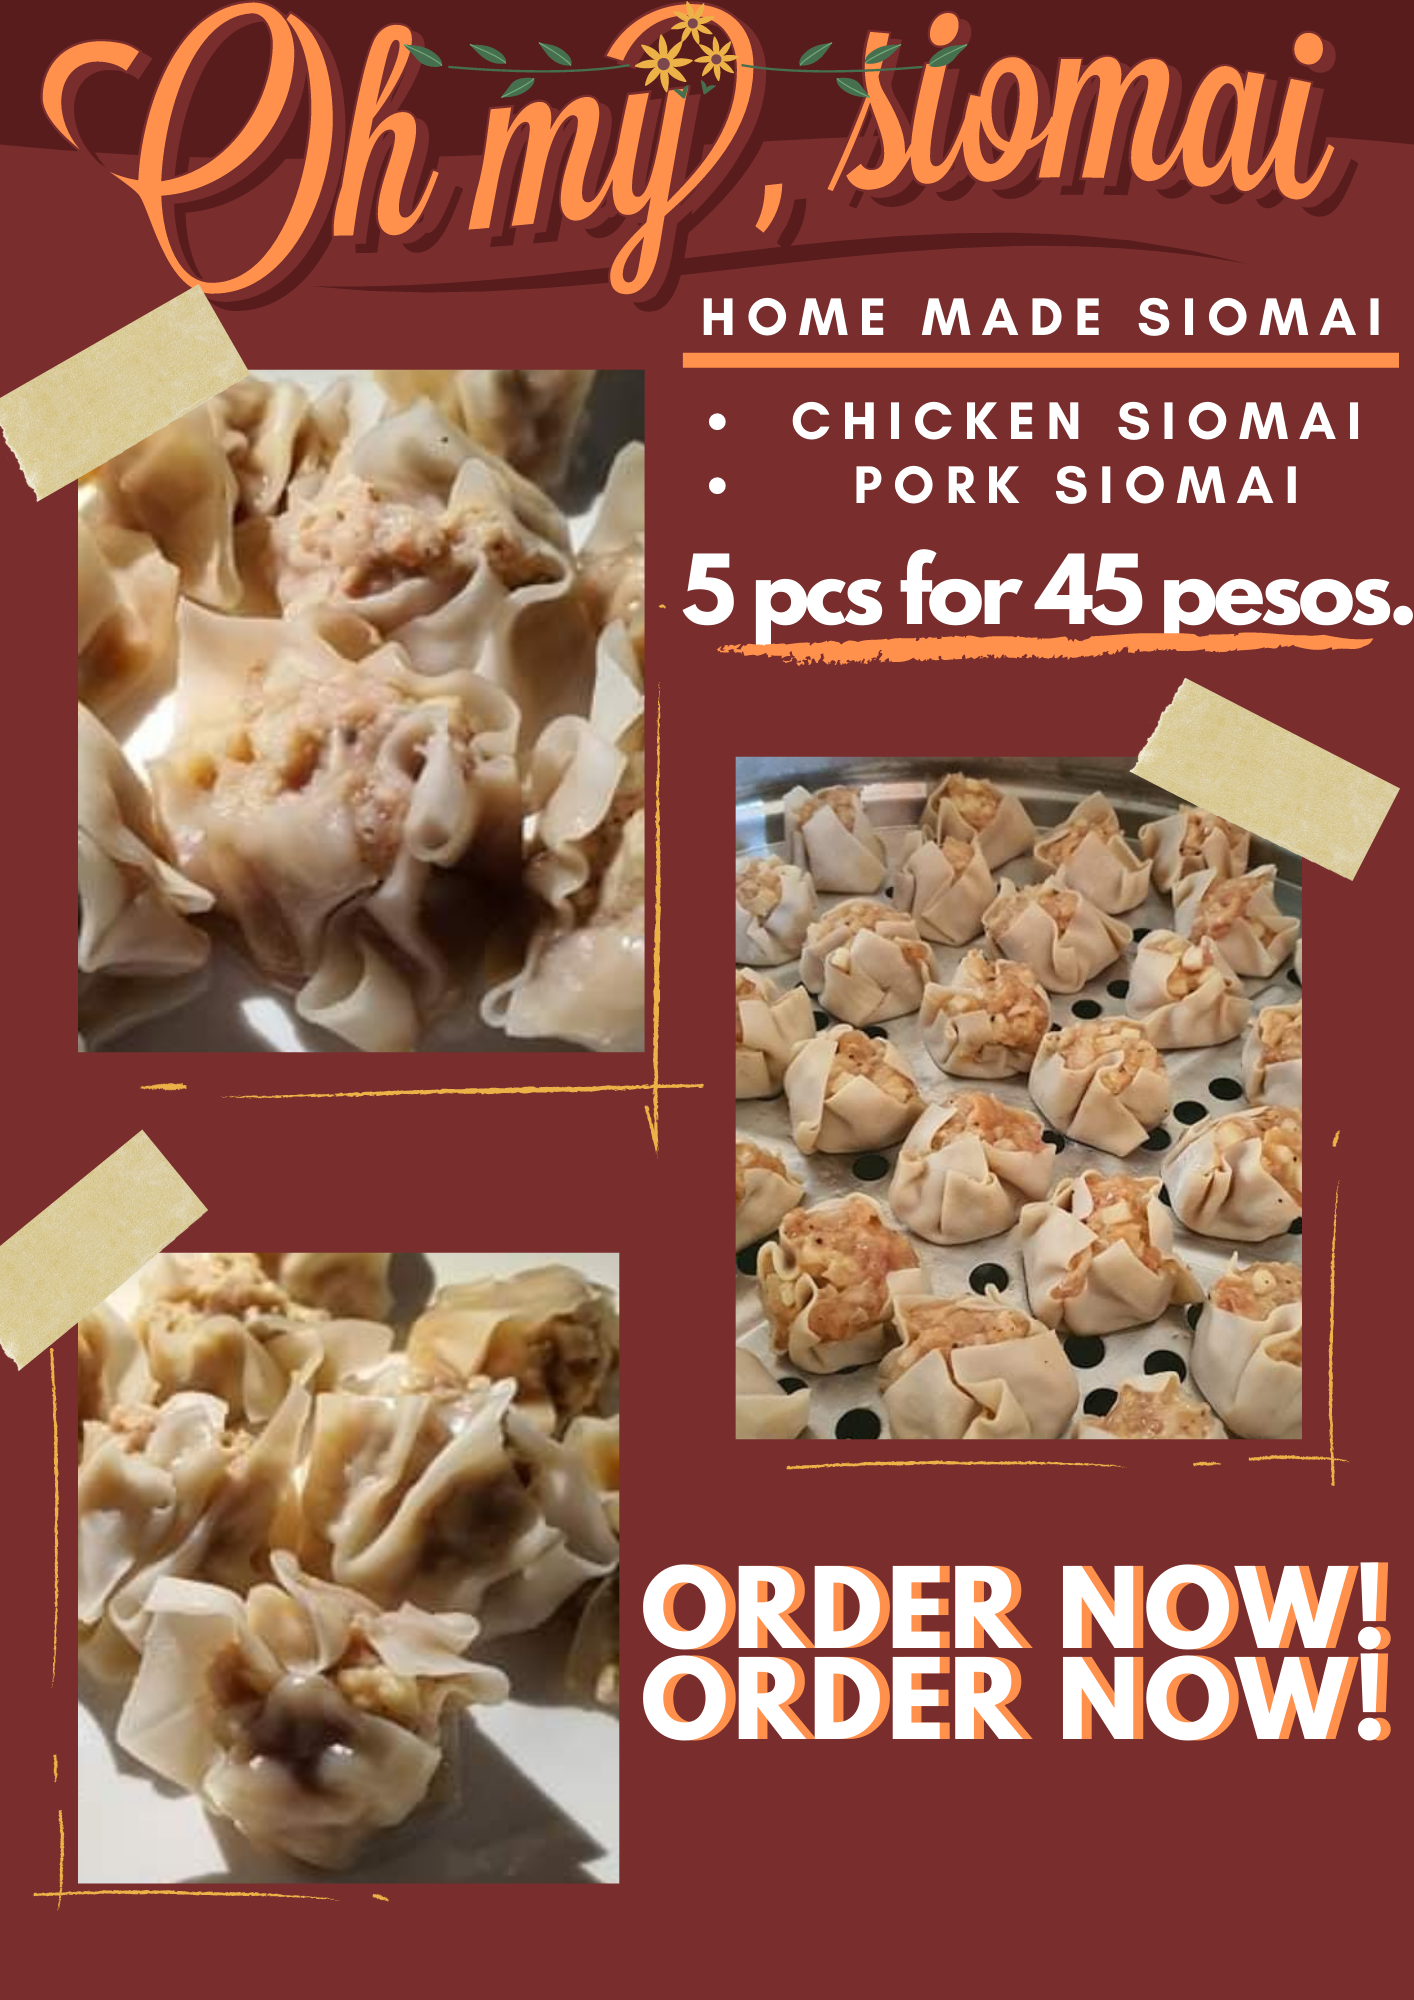 Oh my, siomai
HOME MADE SIOMAI
• CHICKEN SIOMAI
• PORK SIOMAI
5 pcs for 45 pesos.
ORDER NOW!
ORDER NOW!